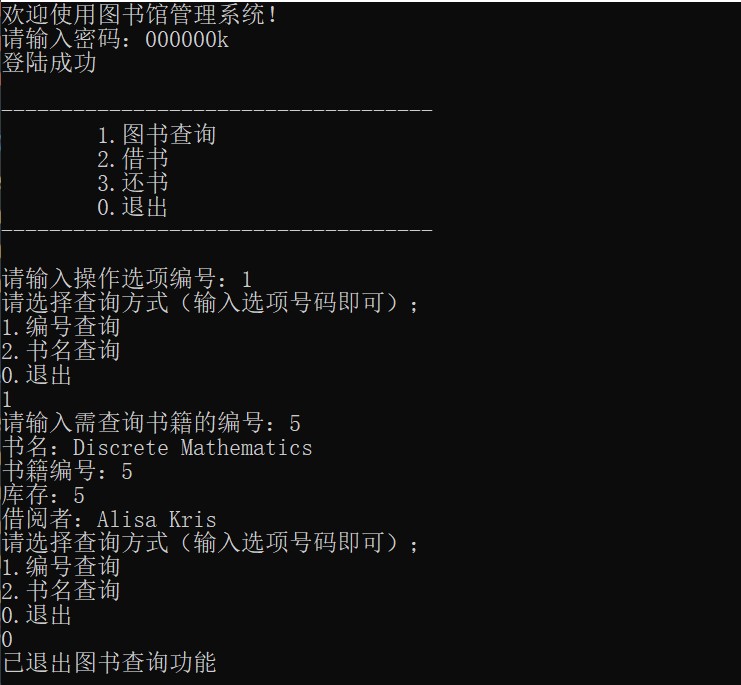 欢迎使用图书馆管理系统!
请输入密码：000000k
登陆成功
------------------------------------
1.图书查询
2.借书
3.还书
0.退出
------------------------------------
请输入操作选项编号：1
请选择查询方式（输入选项号码即可）;
1.编号查询
2.书名查询
0.退出
1
请输入需查询书籍的编号：5
书名：Discrete Mathematics
书籍编号：5
库存：5
借阅者：Alisa Kris
请选择查询方式（输入选项号码即可）;
1.编号查询
2.书名查询
0.退出
0
已退出图书查询功能